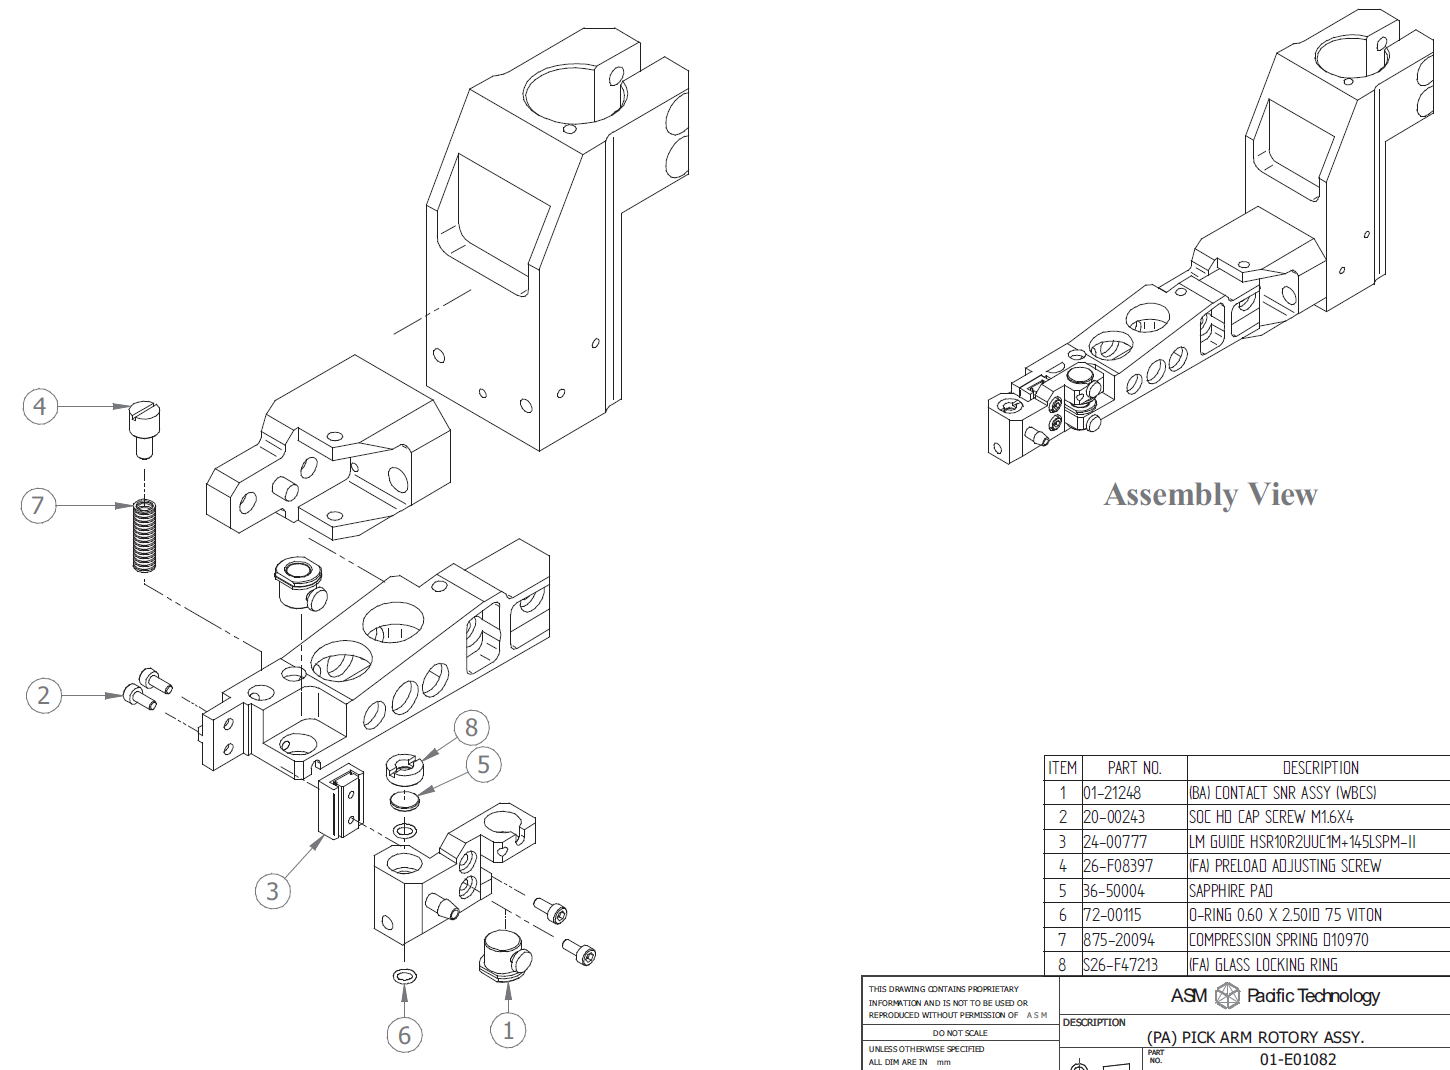 4
7
2
8
5
3
6
1
Assembly View
ITEM PART NO. DESCRIPTION
1 01-21248 (BA) CONTACT SNR ASSY (WBCS)
2 20-00243 SOC HD CAP SCREW M1.6X4
3 24-00777 LM GUIDE HSR10R2UUC1M+145LSPM-II
4 26-F08397 (FA) PRELOAD ADJUSTING SCREW
5 36-50004 SAPPHIRE PAD
6 72-00115 O-RING 0.60 X 2.50ID 75 VITON
7 875-20094 COMPRESSION SPRING D10970
8 S26-F47213 (FA) GLASS LOCKING RING
THIS DRAWING CONTAINS PROPRIETARY
INFORMATION AND IS NOT TO BE USED OR
REPRODUCED WITHOUT PERMISSION OF A S M
DO NOT SCALE
UNLESS OTHERWISE SPECIFIED
ALL DIM ARE IN mm
ASM Pacific Technology
DESCRIPTION
(PA) PICK ARM ROTORY ASSY.
PART
NO.
01-E01082